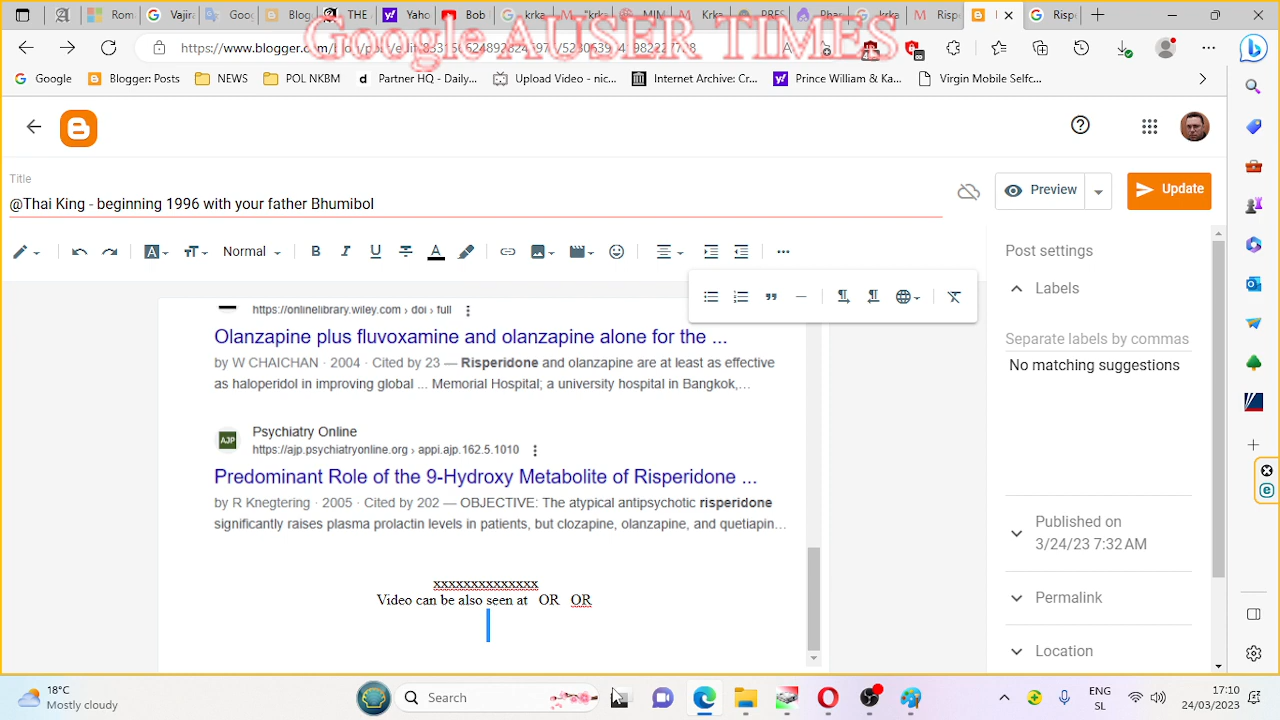 Vajira
Goo
Blog
THE
Yaho
Bob
krka
"krka
MIM
Krka
PRES
Phar
krka
Risp
Risp
Google AUSER TIMES
Google
Blogger: Posts
NEWS
POL NKBM
Partner HQ - Daily...
Upload Video - nic...
Internet Archive: Cr...
Prince William & Ka...
Virgin Mobile Selfc...
Title
@Thai King - beginning 1996 with your father Bhumibol
Preview
Update
Normal
Post settings
Labels
Separate labels by commas
No matching suggestions
https://onlinelibrary.wiley.com › doi › full
Olanzapine plus fluvoxamine and olanzapine alone for the ...
by W CHAICHAN · 2004 · Cited by 23 — Risperidone and olanzapine are at least as effective
as haloperidol in improving global ... Memorial Hospital; a university hospital in Bangkok,...
AJP
Psychiatry Online
https://ajp.psychiatryonline.org › appi.ajp.162.5.1010
Predominant Role of the 9-Hydroxy Metabolite of Risperidone ...
by R Knegtering · 2005 · Cited by 202 — OBJECTIVE: The atypical antipsychotic risperidone
significantly raises plasma prolactin levels in patients, but clozapine, olanzapine, and quetiapin...
xxxxxxxxxxxxxx
Video can be also seen at OR OR
Published on
3/24/23 7:32 AM
Permalink
Location
18°C
Mostly cloudy
Search
ENG
SL
17:10
24/03/2023